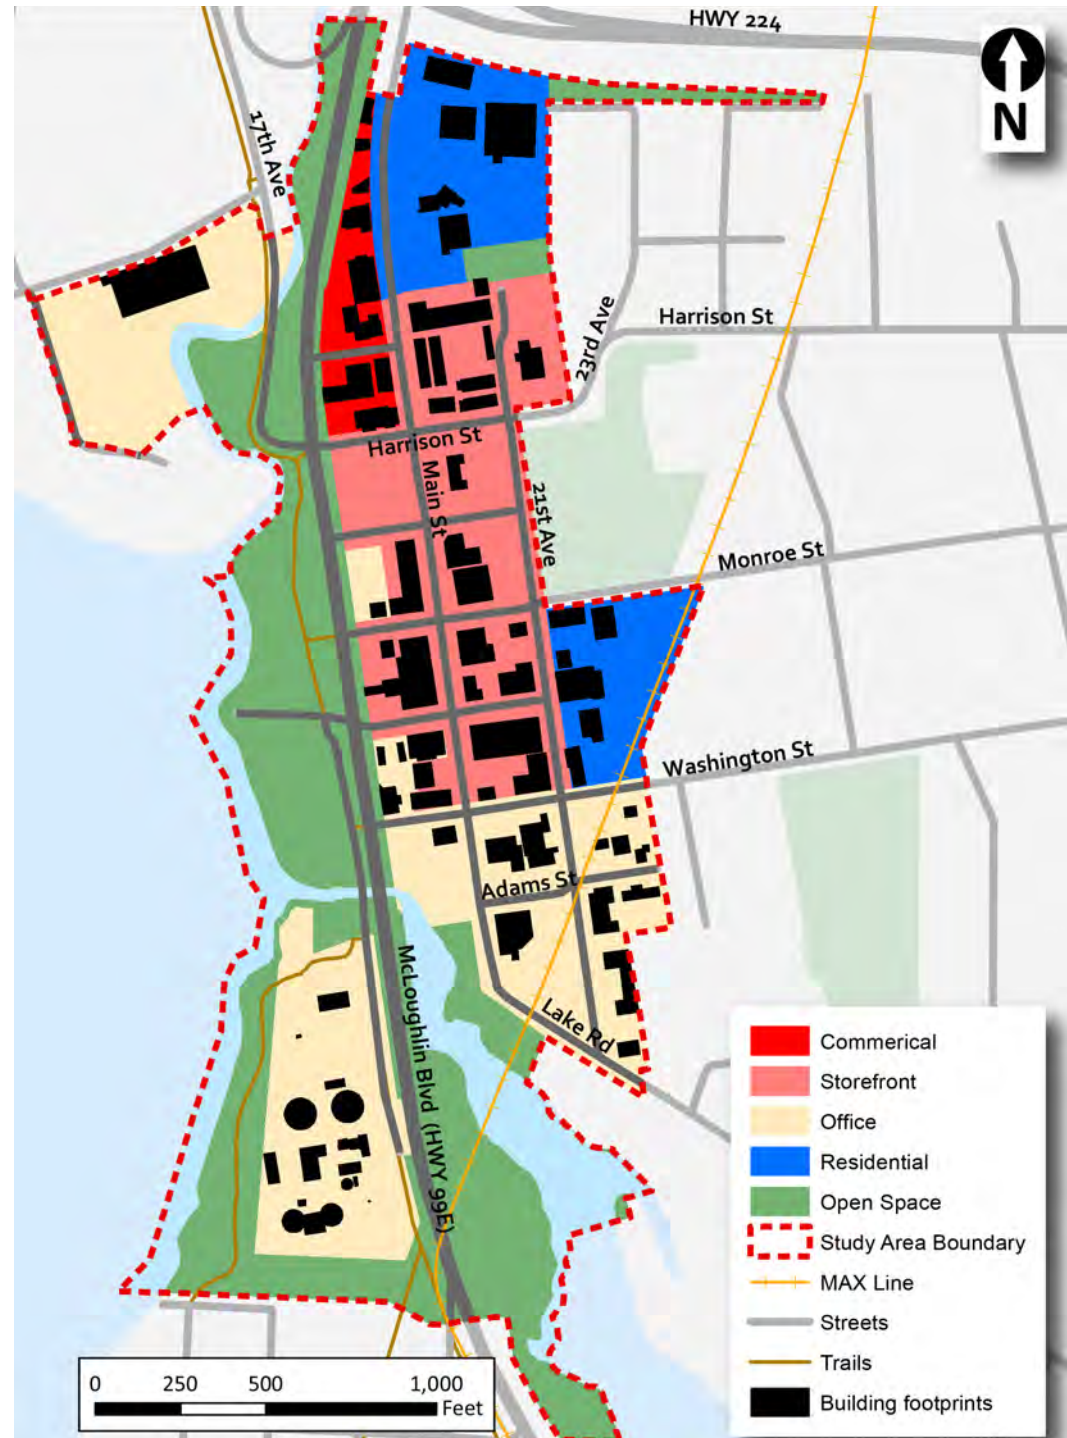 HWY 224
N
17th Ave
Harrison St
23rd Ave
Harrison St
Main St
21st Ave
Monroe St
Washington St
Adams St
Lake Rd
McLoughlin Blvd (HWY 99E)
Commerical
Storefront
Office
Residential
Open Space
Study Area Boundary
MAX Line
Streets
Trails
Building footprints
0 250 500 1,000
Feet